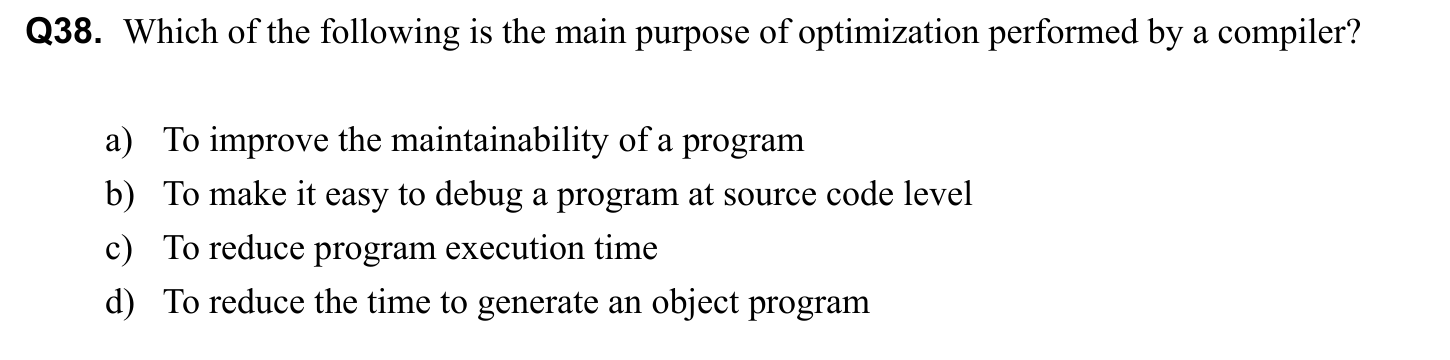 Q38. Which of the following is the main purpose of optimization performed by a compiler?
a) To improve the maintainability of a program
b) To make it easy to debug a program at source code level
c) To reduce program execution time
d) To reduce the time to generate an object program